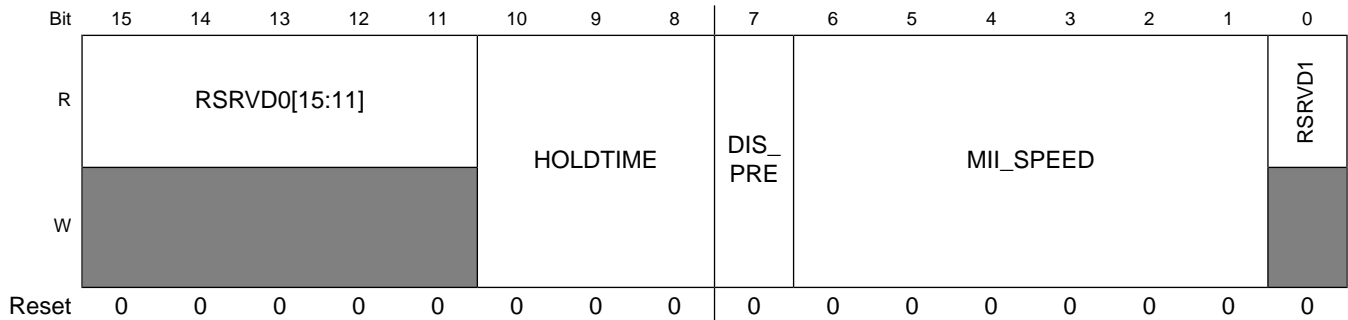 Bit 15 14 13 12 11 10 9 8 7 6 5 4 3 2 1 0
R RSRVD0[15:11] HOLDTIME DIS_ MII_SPEED RSRVD1
PRE
W
Reset 0 0 0 0 0 0 0 0 0 0 0 0 0 0 0 0